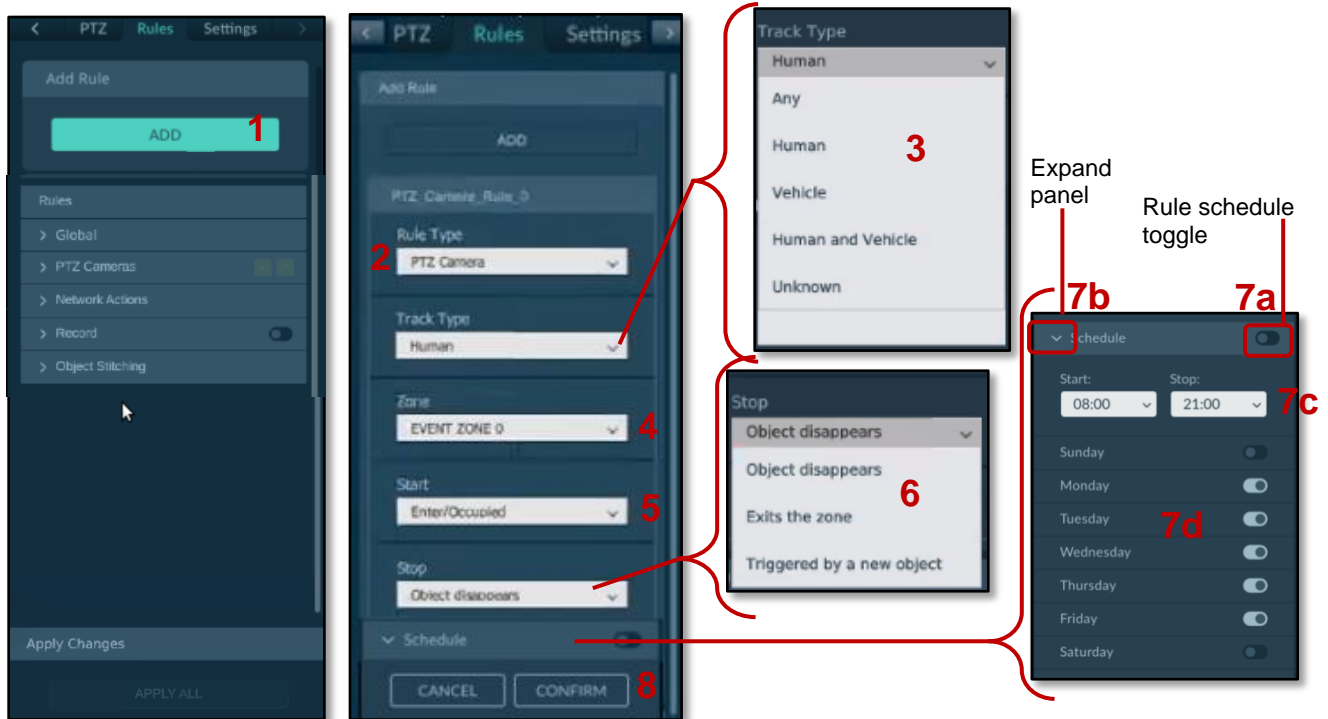 < PTZ Rules Settings >
Add Rule
ADD
1
Rules
> Global
> PTZ Cameras
> Network Actions
> Record
> Object Stitching
Apply Changes
APPLY ALL
< PTZ Rules Settings >
Add Rule
ADD
PTZ_Camera_Rule_0
Rule Type
2
PTZ Camera
Track Type
Human
Zone
EVENT ZONE 0
4
Start
Enter/Occupied
5
Stop
Object disappears
Schedule
CANCEL CONFIRM
8
Track Type
Human
Any
Human
3
Vehicle
Human and Vehicle
Unknown
Stop
Object disappears
Object disappears
6
Exits the zone
Triggered by a new object
Expand
panel
Rule schedule
toggle
7b 7a
Schedule
Start: Stop:
08:00 21:00
7c
Sunday
Monday
Tuesday
7d
Wednesday
Thursday
Friday
Saturday